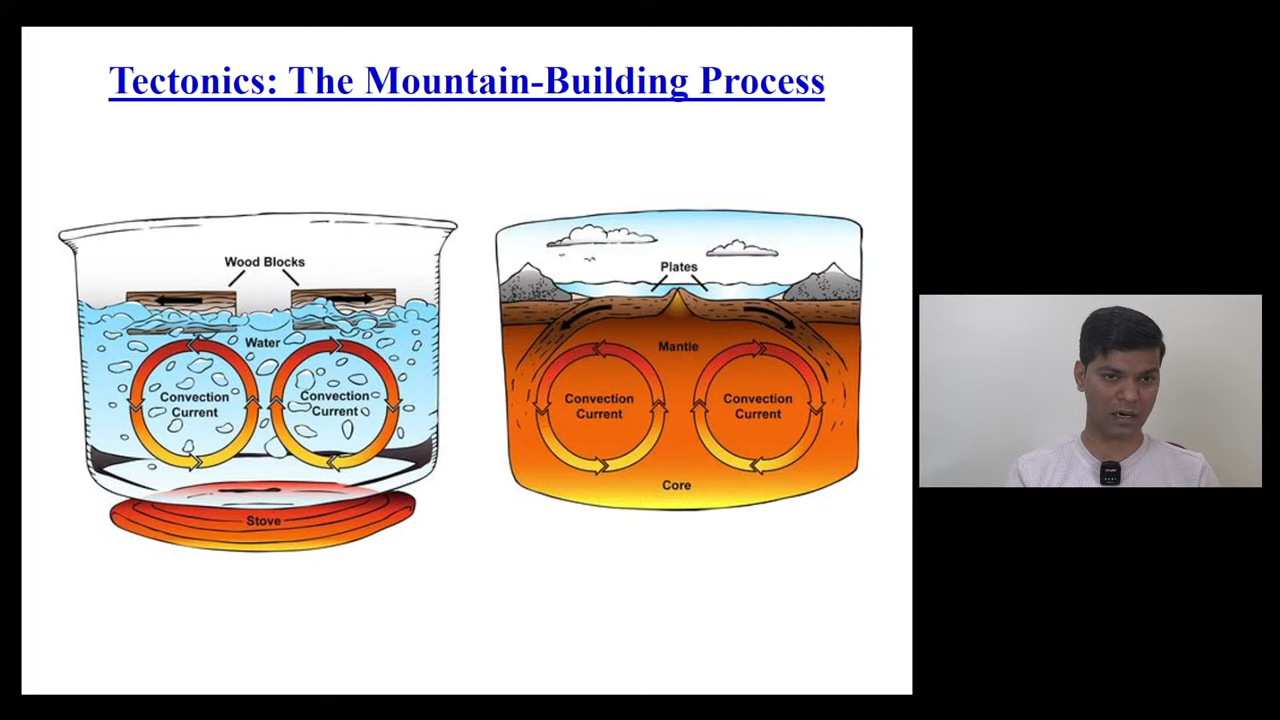 Tectonics: The Mountain-Building Process
Wood Blocks
Water
Convection
Current
Convection
Current
Stove
Plates
Mantle
Convection
Current
Convection
Current
Core